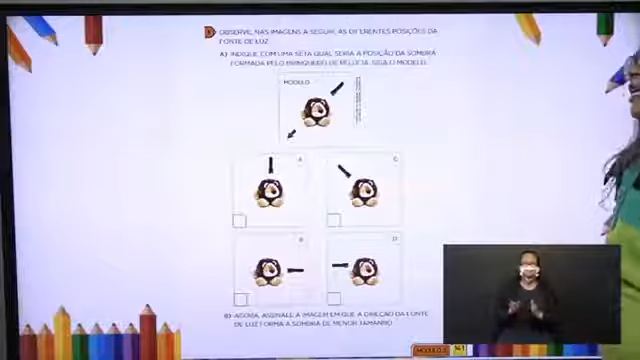 OBSERVE, NAS IMAGENS A SEGUIR, AS DIFERENTES POSIÇÕES DA
FONTE DE LUZ.
A) INDIQUE COM UMA SETA QUAL SERIA A POSIÇÃO DA SOMBRA
FORMADA PELO BRINQUEDO DE PELÚCIA. SIGA O MODELO.
MODELO
A
C
B
D
B) AGORA, ASSINALE A IMAGEM EM QUE A DIREÇÃO DA FONTE
DE LUZ FORMA A SOMBRA DE MENOR TAMANHO.
MÓDULO 2